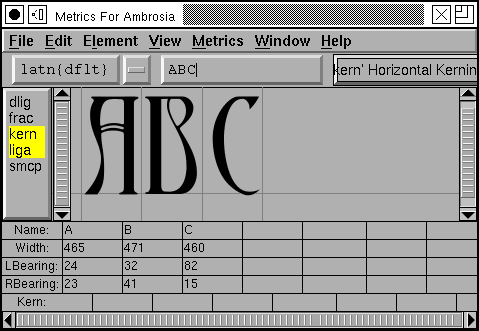 Metrics For Ambrosia
File Edit Element View Metrics Window Help
latn{dflt} ABC kern' Horizontal Kernin
dlig
frac
kern
liga
smcp
ABC
Name: A B C
Width: 465 471 460
LBearing: 24 32 82
RBearing: 23 41 15
Kern: